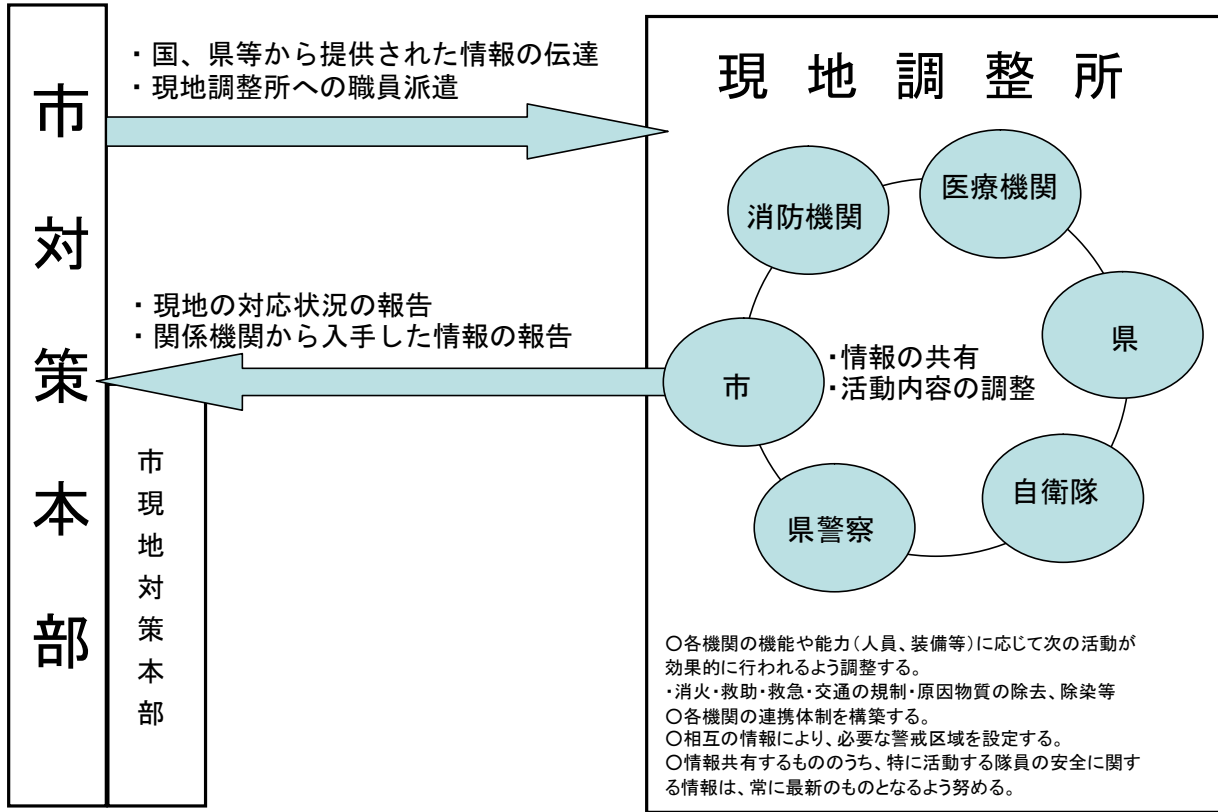 市対策本部
・国、県等から提供された情報の伝達
・現地調整所への職員派遣
・現地の対応状況の報告
・関係機関から入手した情報の報告
市現地対策本部
現地調整所
消防機関
医療機関
県
市
・情報の共有
・活動内容の調整
自衛隊
県警察
○各機関の機能や能力（人員、装備等）に応じて次の活動が
効果的に行われるよう調整する。
・消火・救助・救急・交通の規制・原因物質の除去、除染等
○各機関の連携体制を構築する。
○相互の情報により、必要な警戒区域を設定する。
○情報共有するもののうち、特に活動する隊員の安全に関す
る情報は、常に最新のものとなるよう努める。